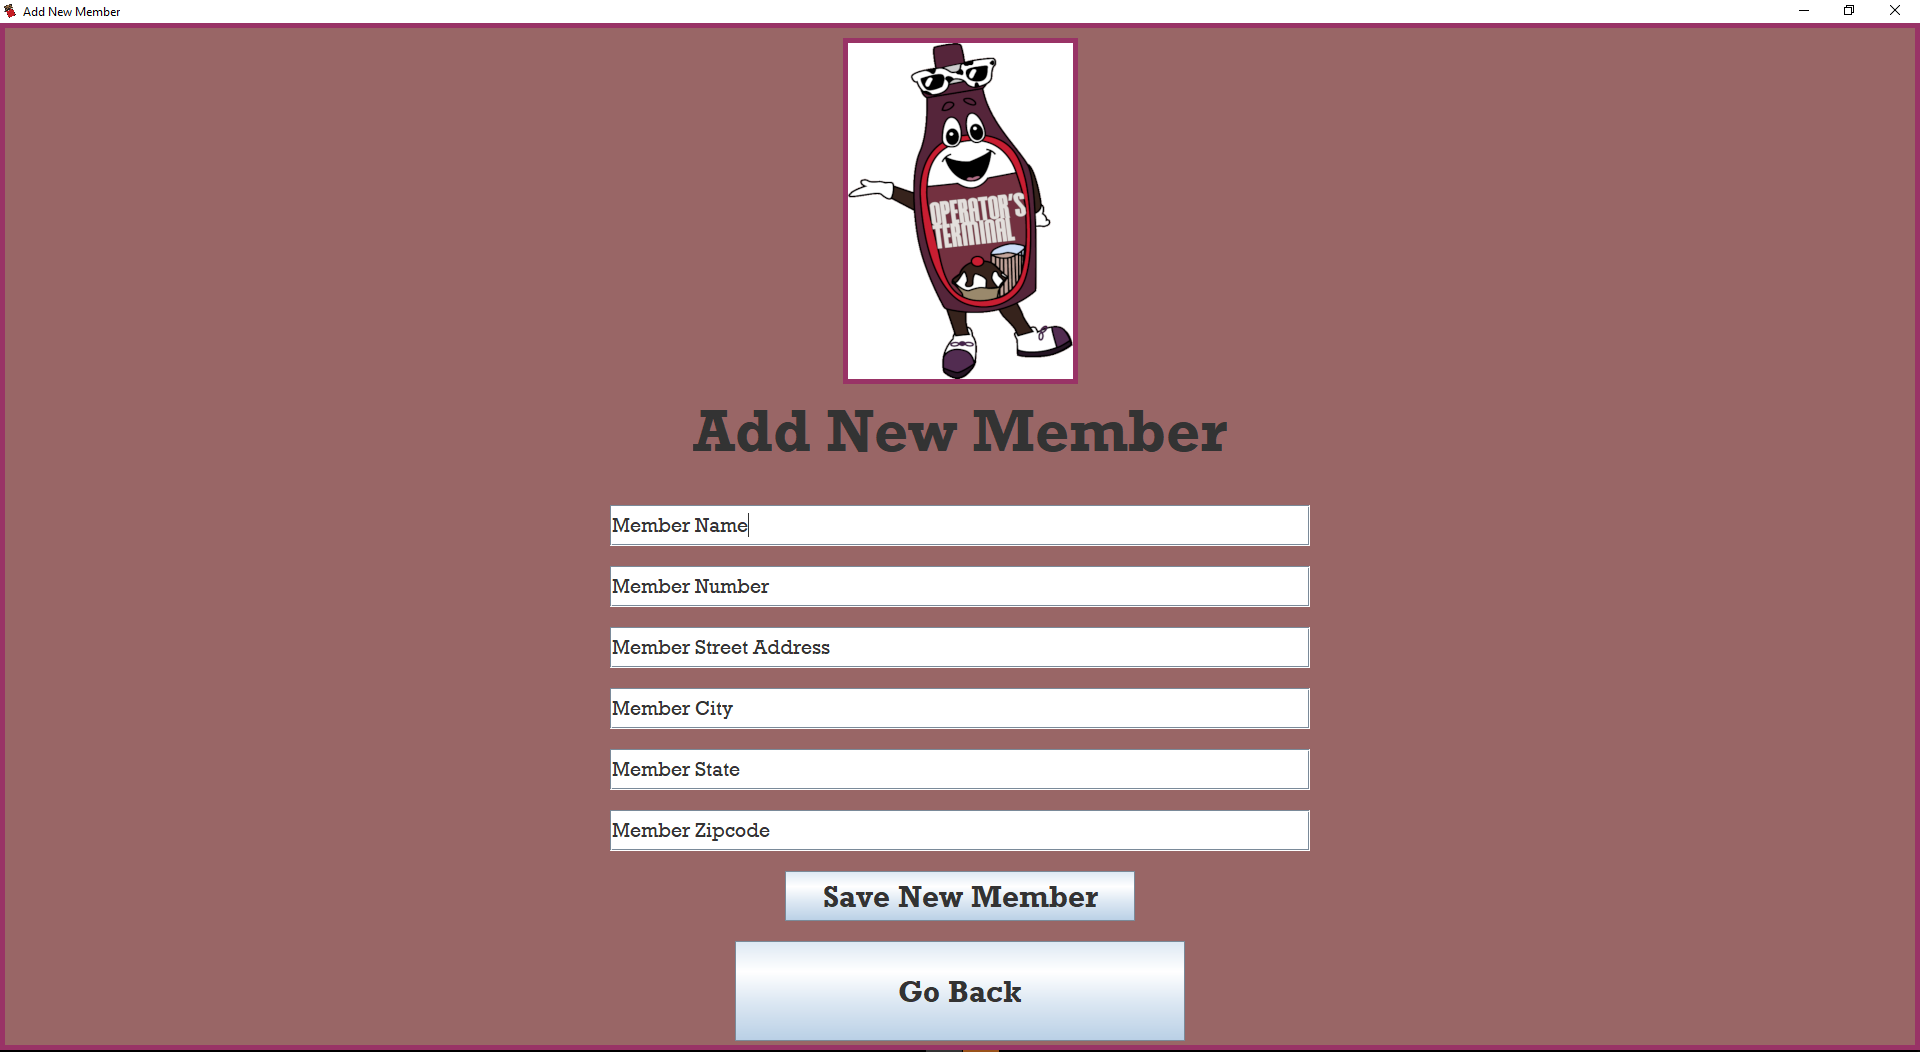 Add New Member
OPERATOR'S
TERMINAL
Add New Member
Member Name
Member Number
Member Street Address
Member City
Member State
Member Zipcode
Save New Member
Go Back